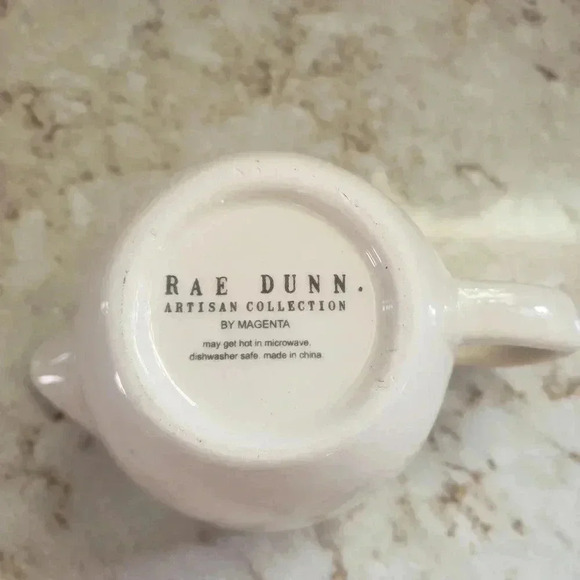 RAE DUNN.
ARTISAN COLLECTION
BY MAGENTA
may get hot in microwave.
dishwasher safe. made in china